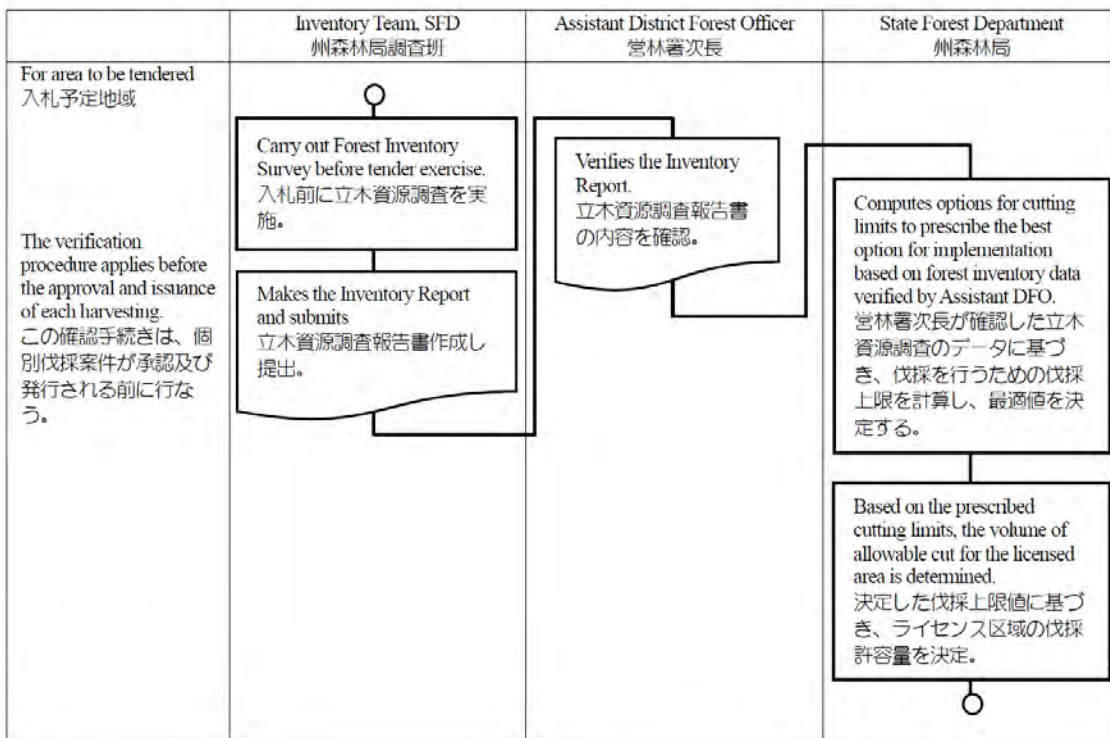 Inventory Team, SFD
州森林局調査班
Assistant District Forest Officer
営林署次長
State Forest Department
州森林局
For area to be tendered
入札予定地域
The verification
procedure applies before
the approval and issuance
of each harvesting.
この確認手続きは、個
別伐採案件が承認及び
発行される前に行な
う。
Carry out Forest Inventory
Survey before tender exercise.
入札前に立木資源調査を実
施。
Makes the Inventory Report
and submits
立木資源調査報告書作成し
提出。
Verifies the Inventory
Report.
立木資源調査報告書
の内容を確認。
Computes options for cutting
limits to prescribe the best
option for implementation
based on forest inventory data
verified by Assistant DFO.
営林署次長が確認した立木
資源調査のデータに基づ
き、伐採を行うための伐採
上限を計算し、最適値を決
定する。
Based on the prescribed
cutting limits, the volume of
allowable cut for the licensed
area is determined.
決定した伐採上限値に基づ
き、ライセンス区域の伐採
許容量を決定。